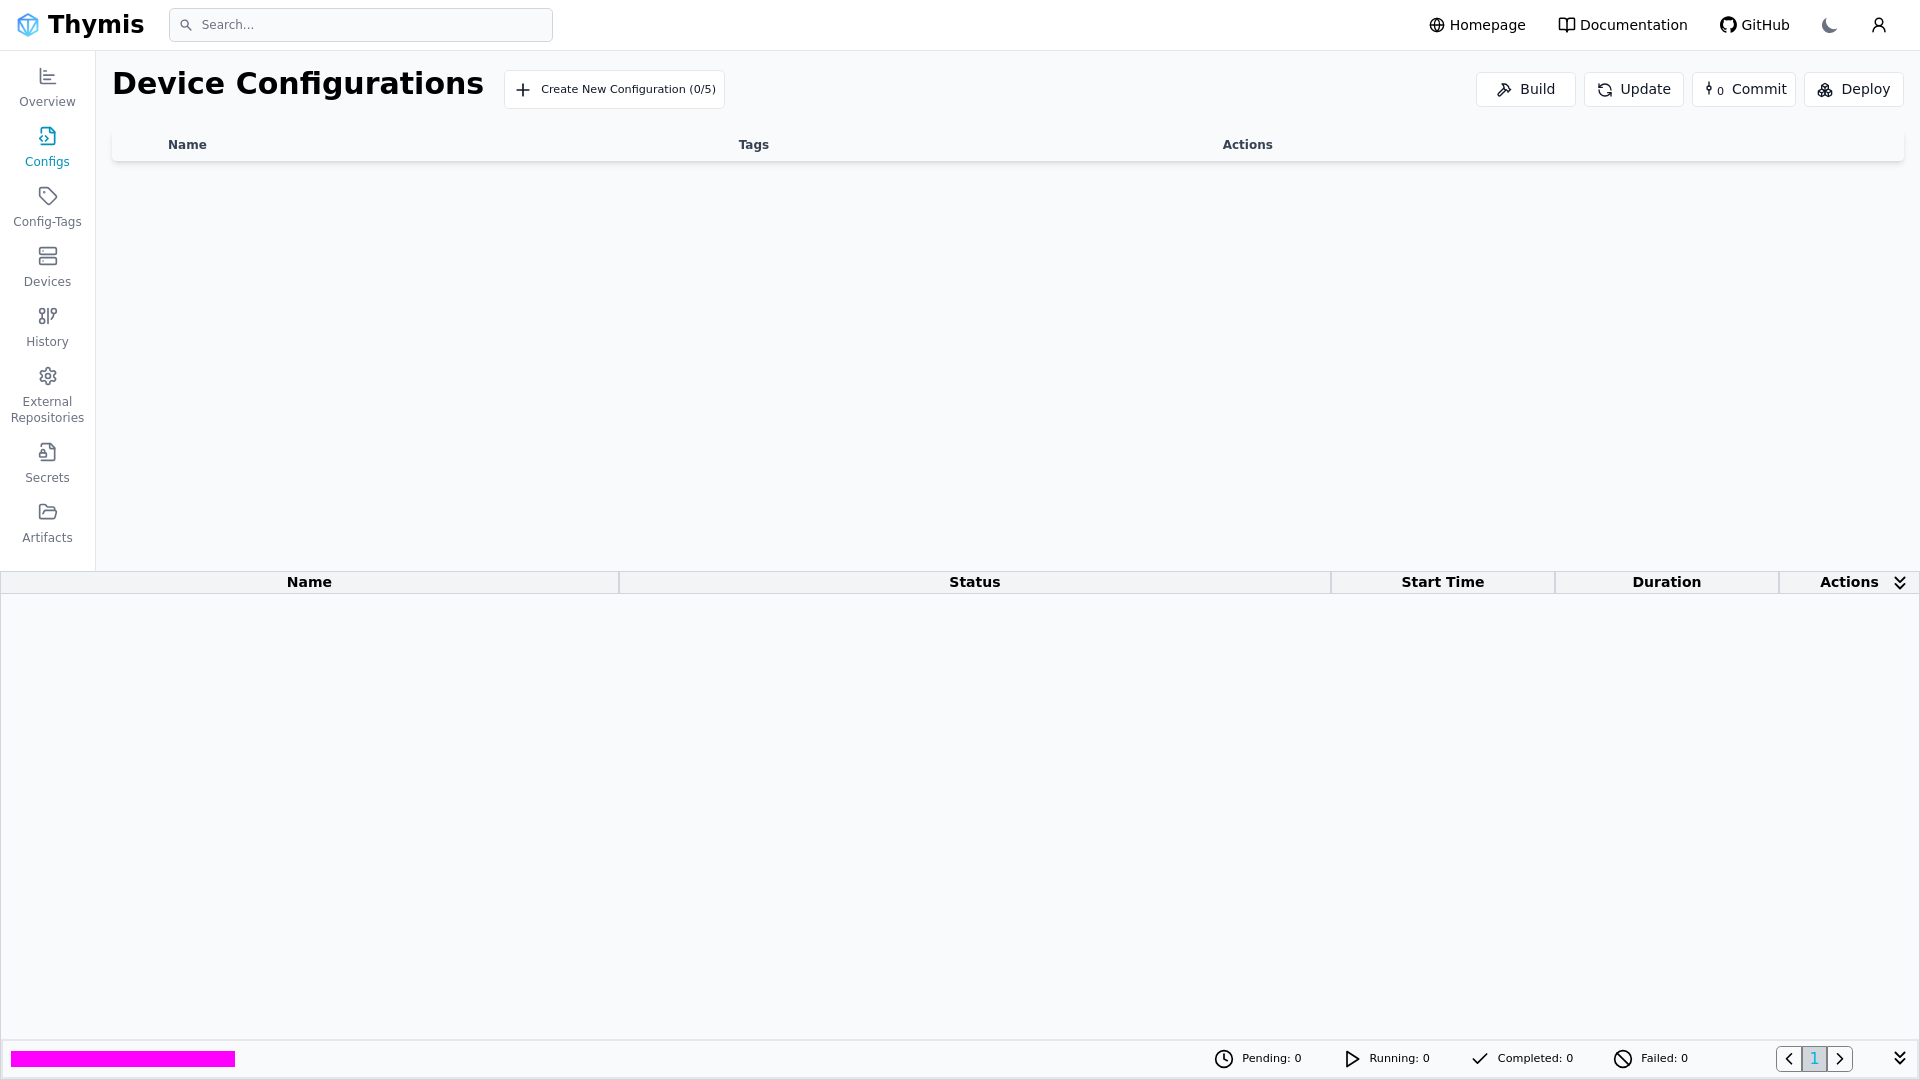 Thymis
Search...
Homepage
Documentation
GitHub
Overview
Configs
Config-Tags
Devices
History
External
Repositories
Secrets
Artifacts
Device Configurations
Create New Configuration (0/5)
Build
Update
0 Commit
Deploy
Name Tags Actions
Name Status Start Time Duration Actions
Pending: 0 Running: 0 Completed: 0 Failed: 0
1